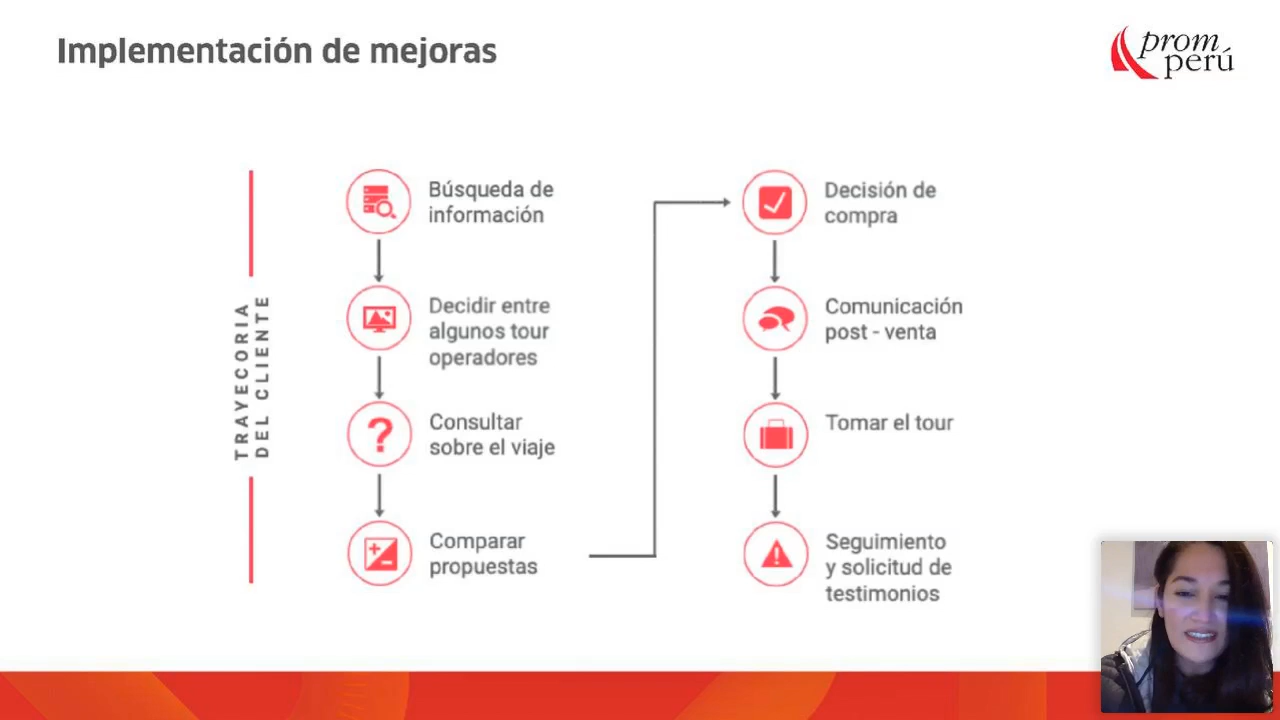 Implementación de mejoras
prom
perú
TRAYECORIA
DEL CLIENTE
Búsqueda de
información
Decidir entre
algunos tour
operadores
Consultar
sobre el viaje
Comparar
propuestas
Decisión de
compra
Comunicación
post - venta
Tomar el tour
Seguimiento
y solicitud de
testimonios